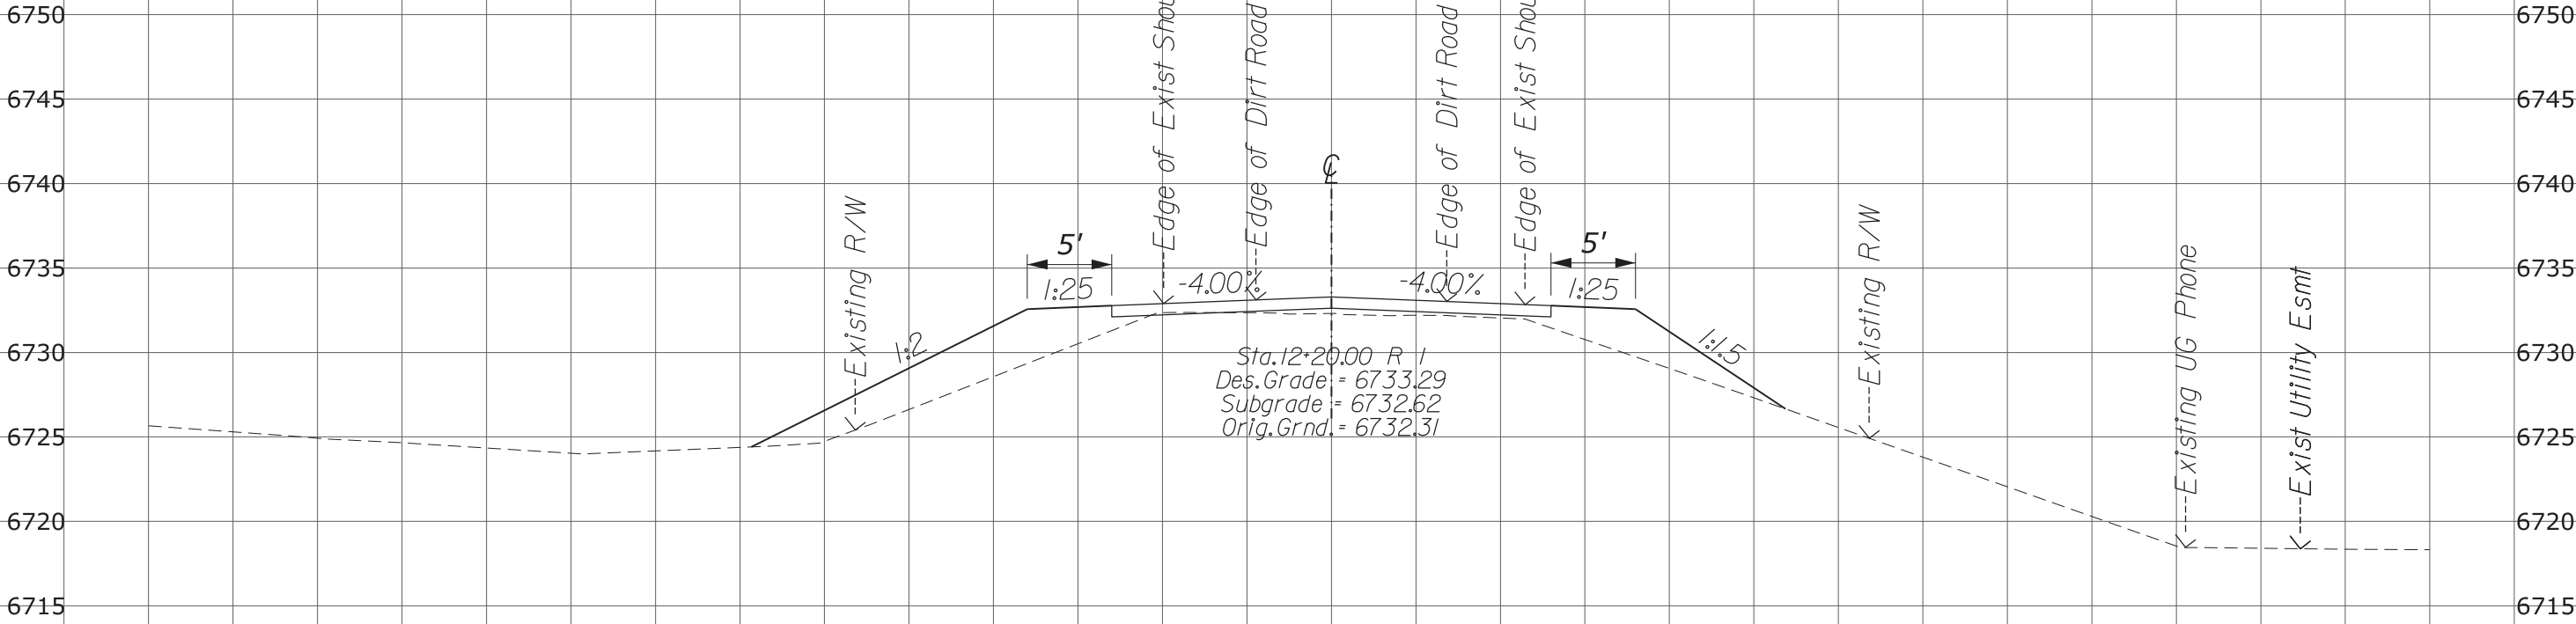 6750 6750
Edge of Exist Shou
Edge of Dirt Road
Edge of Dirt Road
Edge of Exist Shou
6745 6745
6740 ℄ 6740
Existing R/W
Existing R/W
5' 5'
6735 6735
1:25 -4.00% -4.00% 1:25
Existing UG Phone
Exist Utility Esmt
1:2 1:1.5
6730 6730
Sta.12+20.00 R 1
Des.Grade = 6733.29
Subgrade = 6732.62
Orig.Grnd. = 6732.31
6725 6725
6720 6720
6715 6715